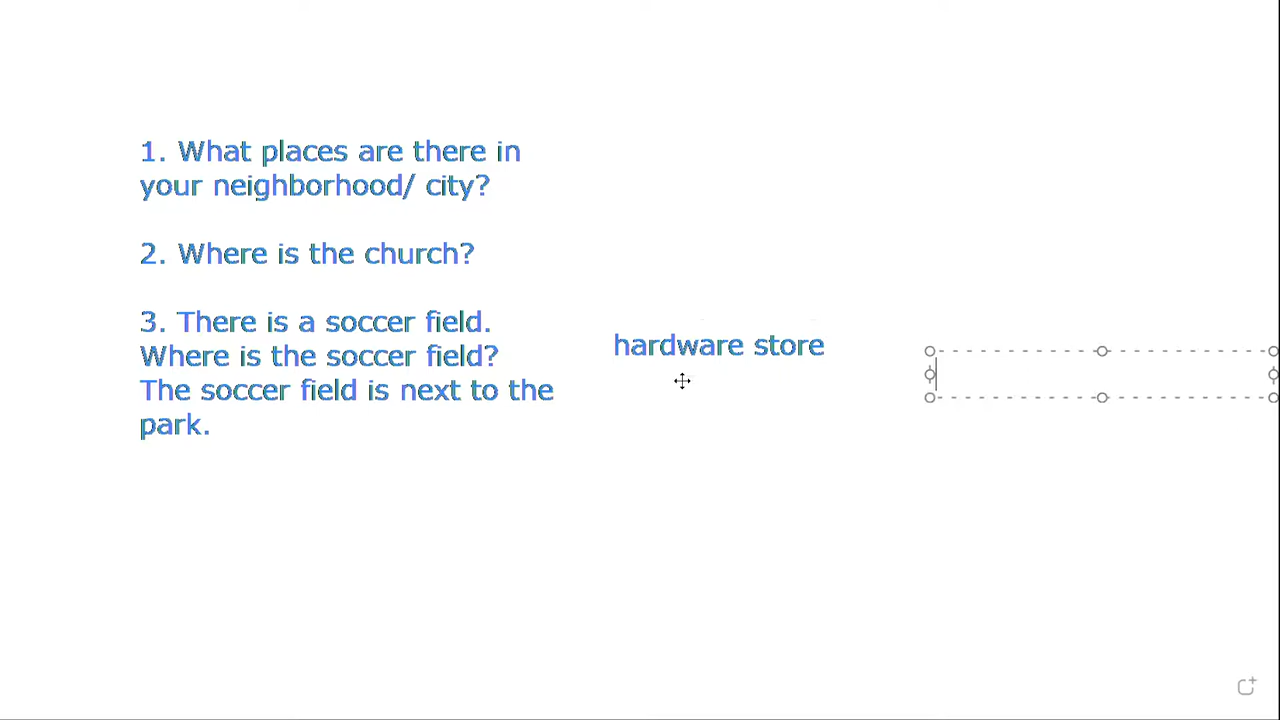 1. What places are there in
your neighborhood/ city?
2. Where is the church?
3. There is a soccer field.
Where is the soccer field?
The soccer field is next to the
park.
hardware store